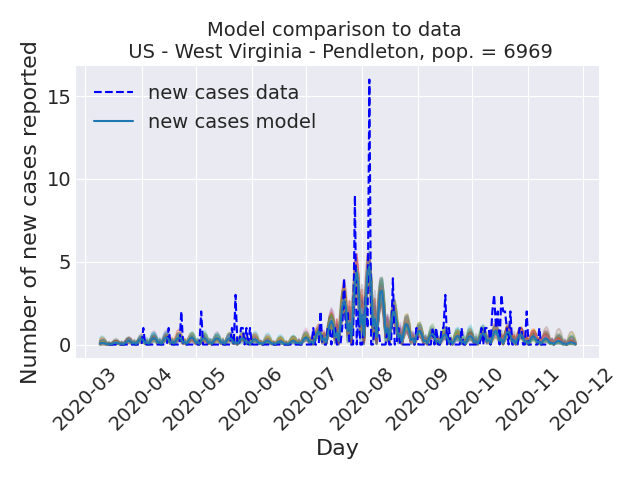 Model comparison to data
US - West Virginia - Pendleton, pop. = 6969
Number of new cases reported
15
10
5
0
new cases data
new cases model
2020-03
2020-04
2020-05
2020-06
2020-07
2020-08
2020-09
2020-10
2020-11
2020-12
Day